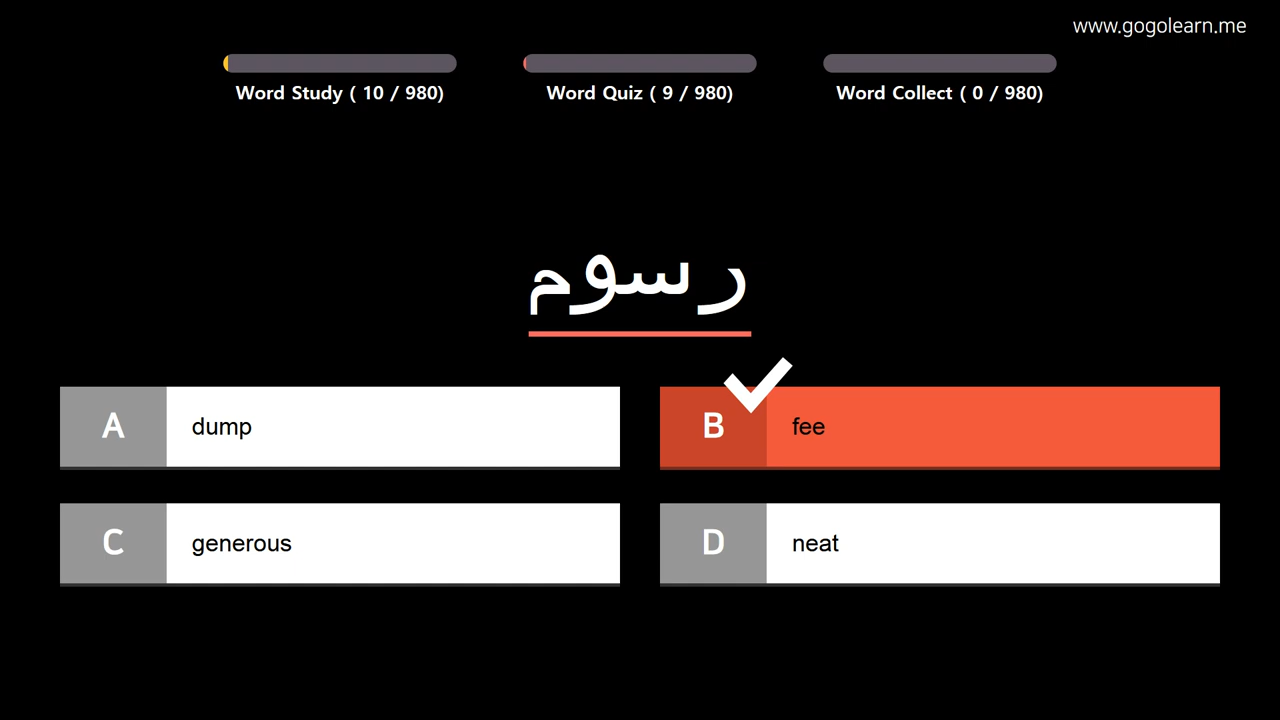 www.gogolearn.me
Word Study ( 10 / 980)
Word Quiz ( 9 / 980)
Word Collect ( 0 / 980)
رسوم
A dump
B fee
C generous
D neat